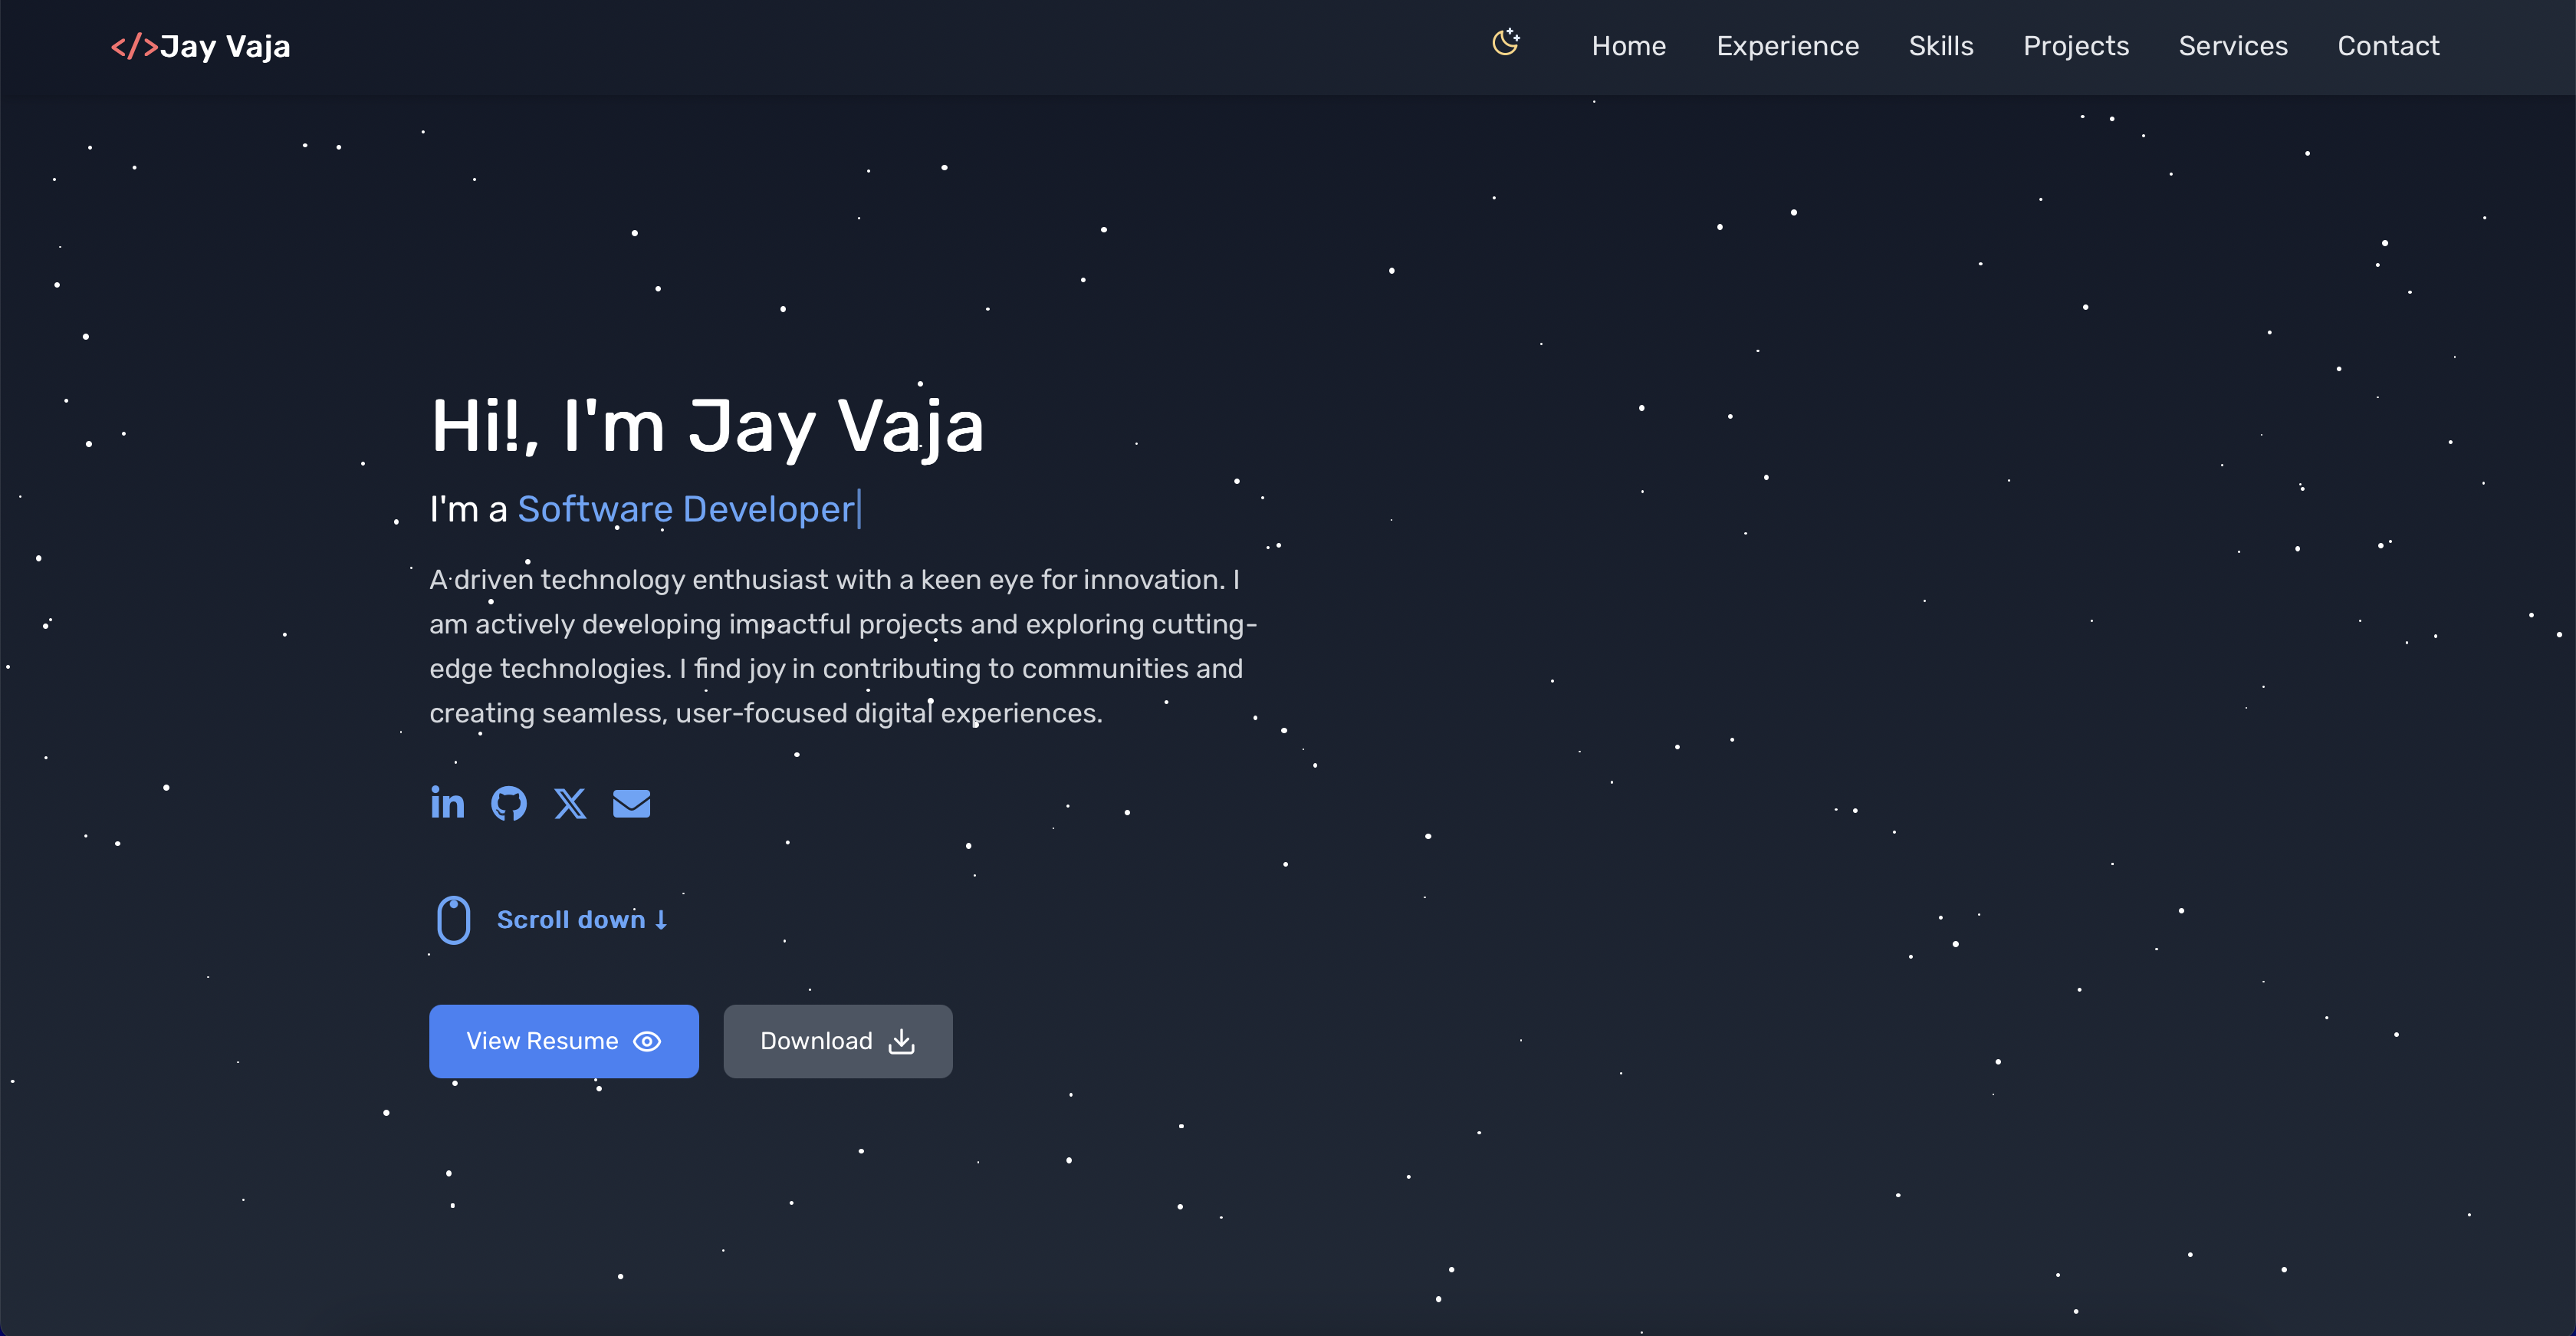 </>Jay Vaja
Home Experience Skills Projects Services Contact
Hi!, I'm Jay Vaja
I'm a Software Developer
A driven technology enthusiast with a keen eye for innovation. I
am actively developing impactful projects and exploring cutting-
edge technologies. I find joy in contributing to communities and
creating seamless, user-focused digital experiences.
in X
Scroll down ↓
View Resume
Download